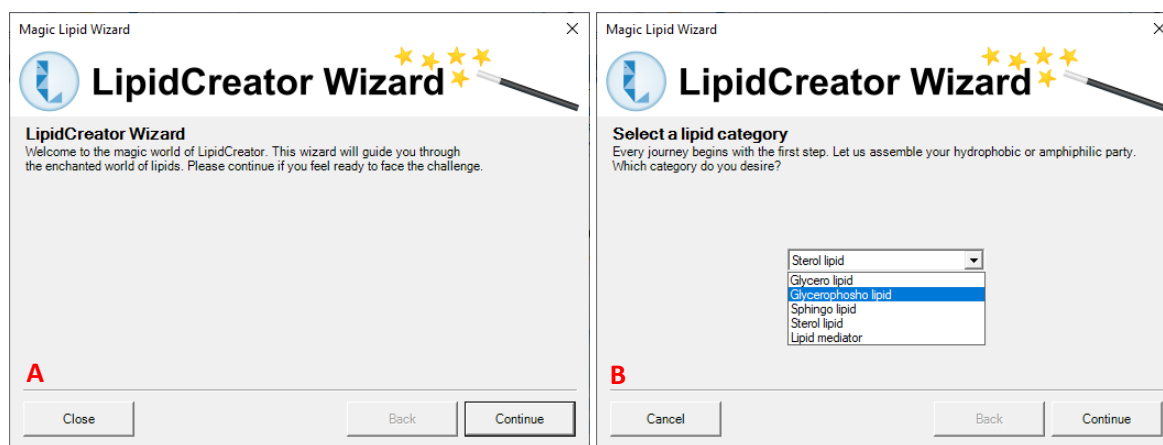 Magic Lipid Wizard
LipidCreator Wizard
LipidCreator Wizard
Welcome to the magic world of LipidCreator. This wizard will guide you through
the enchanted world of lipids. Please continue if you feel ready to face the challenge.
A
Close
Back
Continue
Magic Lipid Wizard
LipidCreator Wizard
Select a lipid category
Every journey begins with the first step. Let us assemble your hydrophobic or amphiphilic party.
Which category do you desire?
Sterol lipid
Glycero lipid
Glycerophosho lipid
Sphingo lipid
Sterol lipid
Lipid mediator
B
Cancel
Back
Continue